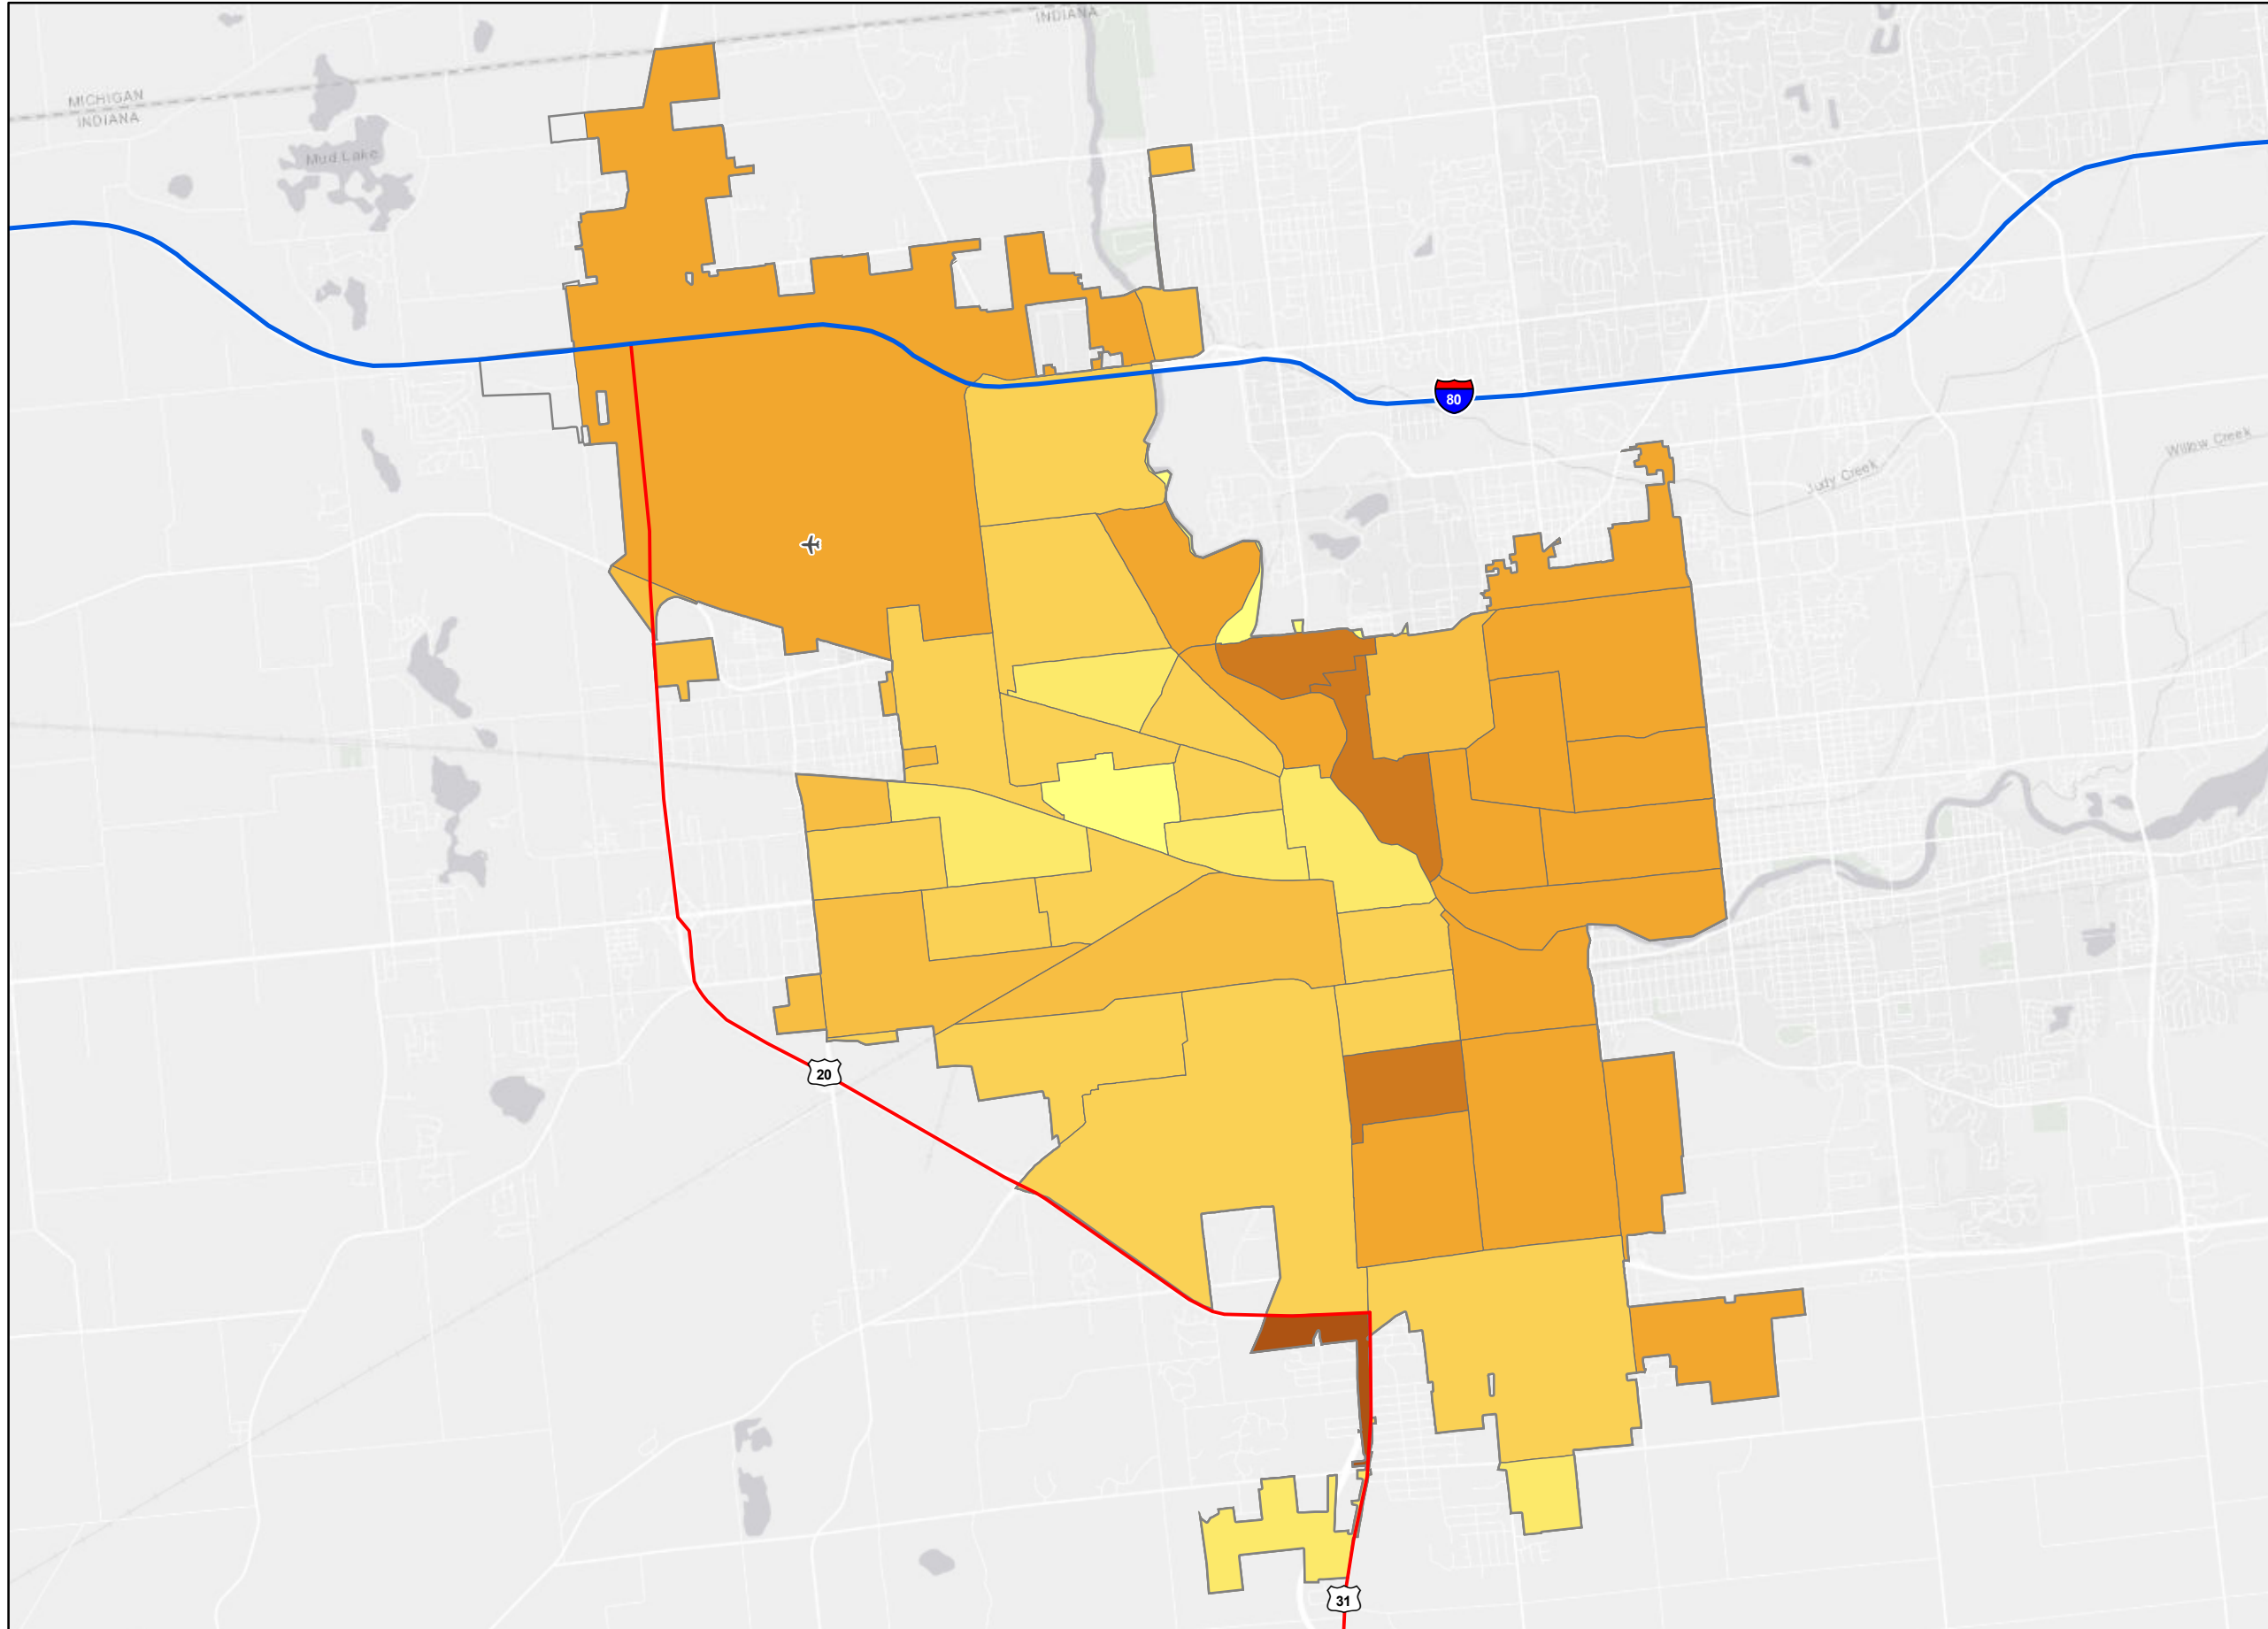 INDIANA
MICHIGAN
INDIANA
Mud Lake
80
Willow Creek
Judy Creek
20
31